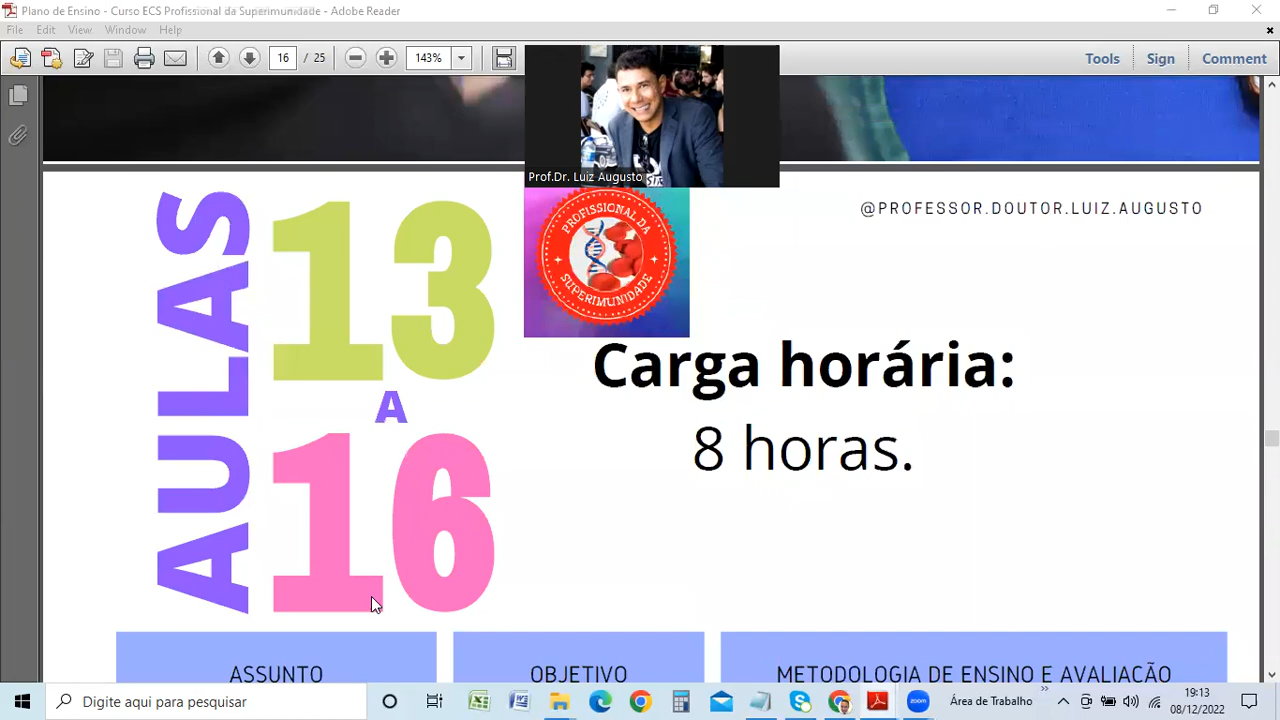 Plano de Ensino - Curso ECS Profissional da Superimunidade - Adobe Reader
File Edit View Window Help
16 / 25 143% Tools Sign Comment
Prof.Dr. Luiz Augusto
PROFISSIONAL DA
SUPERIMUNIDADE
@PROFESSOR.DOUTOR.LUIZ.AUGUSTO
AULAS
13
A
16
Carga horária:
8 horas.
ASSUNTO
OBJETIVO
METODOLOGIA DE ENSINO E AVALIAÇÃO
Digite aqui para pesquisar
zoom
Área de Trabalho
09:13
08/12/2022